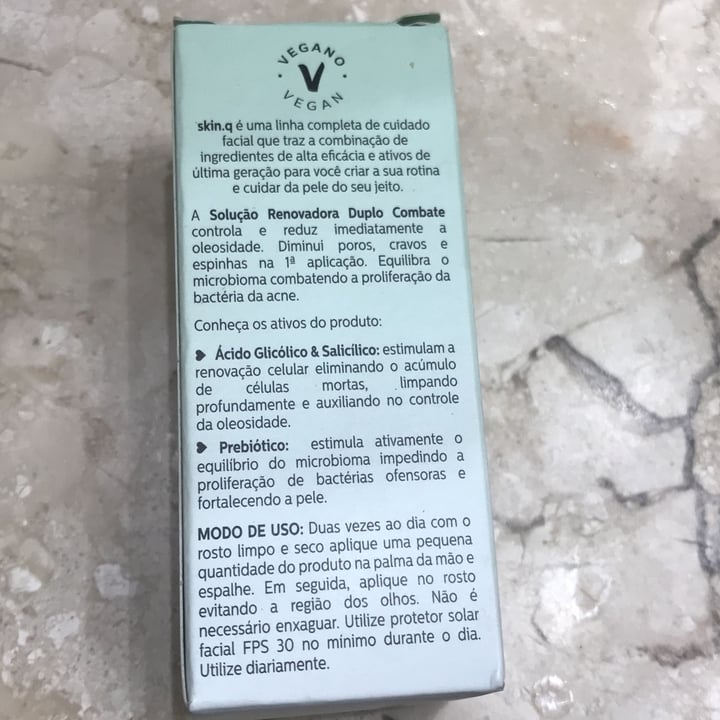 VEGANO
V
VEGAN
skin.q é uma linha completa de cuidado
facial que traz a combinação de
ingredientes de alta eficácia e ativos de
última geração para você criar a sua rotina
e cuidar da pele do seu jeito.
A Solução Renovadora Duplo Combate
controla e reduz imediatamente a
oleosidade. Diminui poros, cravos e
espinhas na 1ª aplicação. Equilibra o
microbioma combatendo a proliferação da
bactéria da acne.
Conheça os ativos do produto:
Ácido Glicólico & Salicílico: estimulam a
renovação celular eliminando o acúmulo
de células mortas, limpando
profundamente e auxiliando no controle
da oleosidade.
Prebiótico: estimula ativamente o
equilíbrio do microbioma impedindo a
proliferação de bactérias ofensoras e
fortalecendo a pele.
MODO DE USO: Duas vezes ao dia com o
rosto limpo e seco aplique uma pequena
quantidade do produto na palma da mão e
espalhe. Em seguida, aplique no rosto
evitando a região dos olhos. Não é
necessário enxaguar. Utilize protetor solar
facial FPS 30 no mínimo durante o dia.
Utilize diariamente.